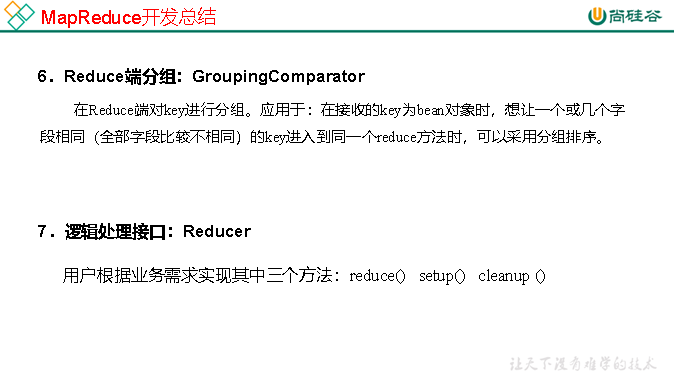 MapReduce开发总结
尚硅谷
6．Reduce端分组：GroupingComparator
在Reduce端对key进行分组。应用于：在接收的key为bean对象时，想让一个或几个字
段相同（全部字段比较不相同）的key进入到同一个reduce方法时，可以采用分组排序。
7．逻辑处理接口：Reducer
用户根据业务需求实现其中三个方法：reduce() setup() cleanup ()
让天下没有难学的技术